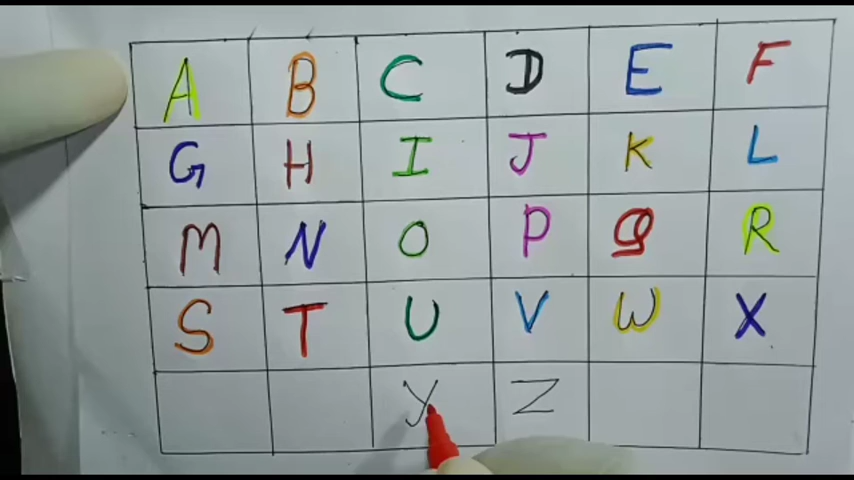 A B C D E F
G H I J K L
M N O P Q R
S T U V W X
Y Z